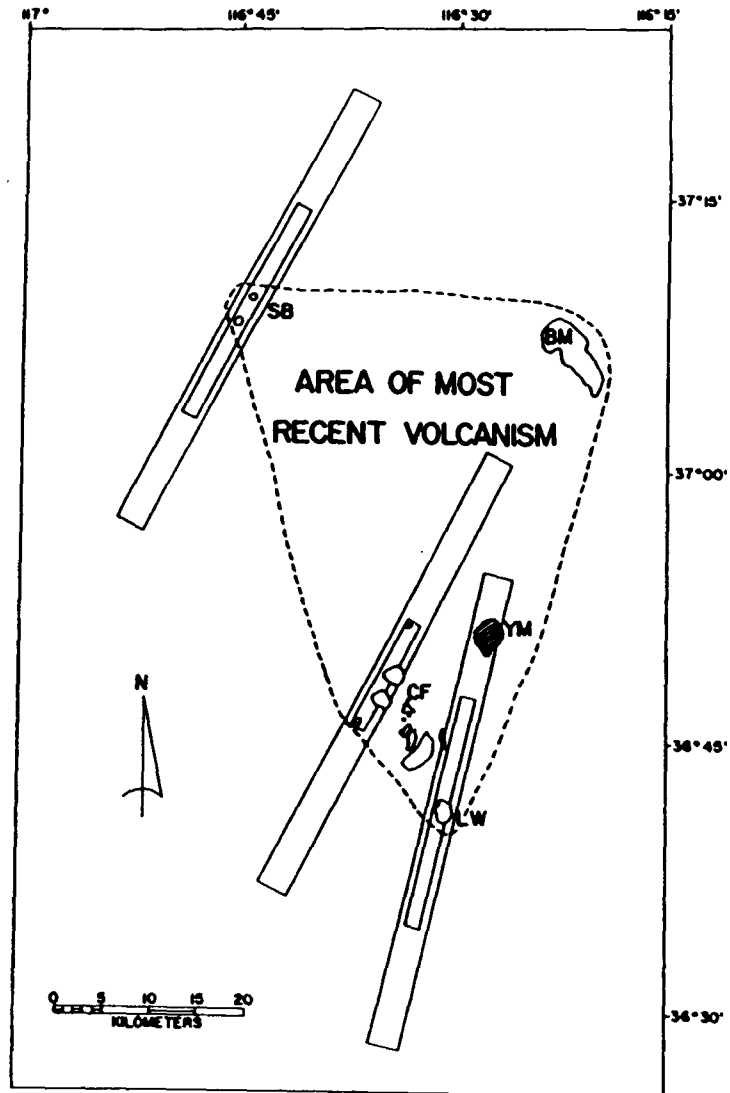 117°
116°45'
116°30'
116°15'
37°15'
SB
BM
AREA OF MOST
RECENT VOLCANISM
37°00'
YM
N
CF
36°45'
LW
0 5 10 15 20
KILOMETERS
36°30'